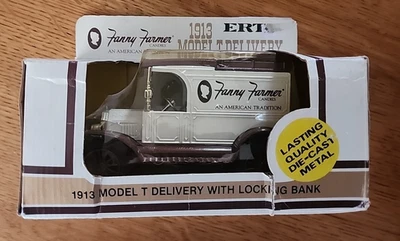 Fanny Farmer
CANDIES
AN AMERICAN TRADITION
1913 ERTL
MODEL T DELIVERY
Fanny Farmer
CANDIES
AN AMERICAN TRADITION
LASTING
QUALITY
DIE-CAST
METAL
1913 MODEL T DELIVERY WITH LOCKING BANK